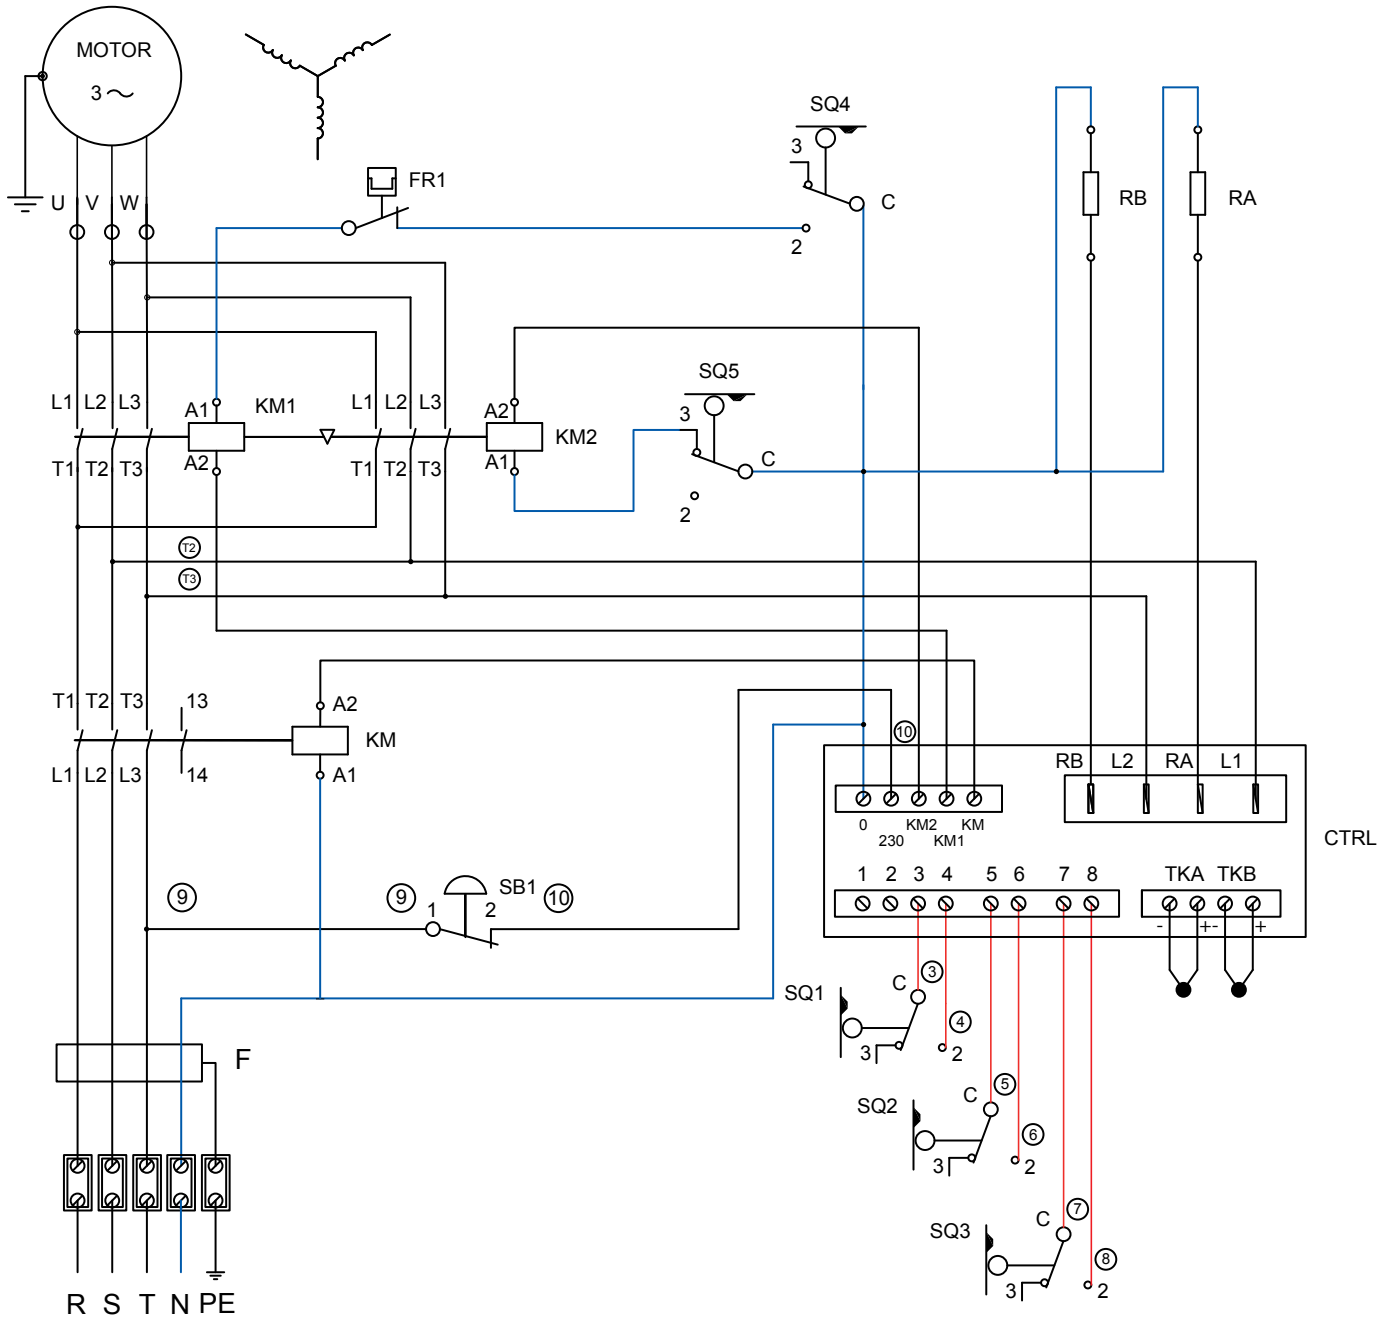 MOTOR
3
SQ4
3
FR1
RB
RA
U V W
C
2
SQ5
L1 L2 L3
A1
KM1
L1 L2 L3
A2
3
KM2
C
T1 T2 T3
A2
T1 T2 T3
A1
2
T2
T3
T1 T2 T3
13
A2
10
KM
RB L2 RA L1
L1 L2 L3
14
A1
0
KM2
KM
230
KM1
CTRL
1 2 3 4 5 6 7 8
TKA TKB
9
9
1
2
SB1
10
- +- +
SQ1
C
3
4
3
2
F
SQ2
C
5
6
3
2
SQ3
C
7
8
3
2
R S T N PE